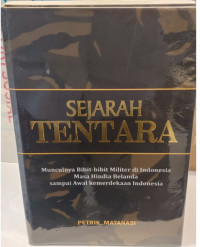 SEJARAH
TENTARA
Munculnya Bibit-bibit Militer di Indonesia
Masa Hindia Belanda
sampai Awal Kemerdekaan Indonesia
PETRIK MATANASI